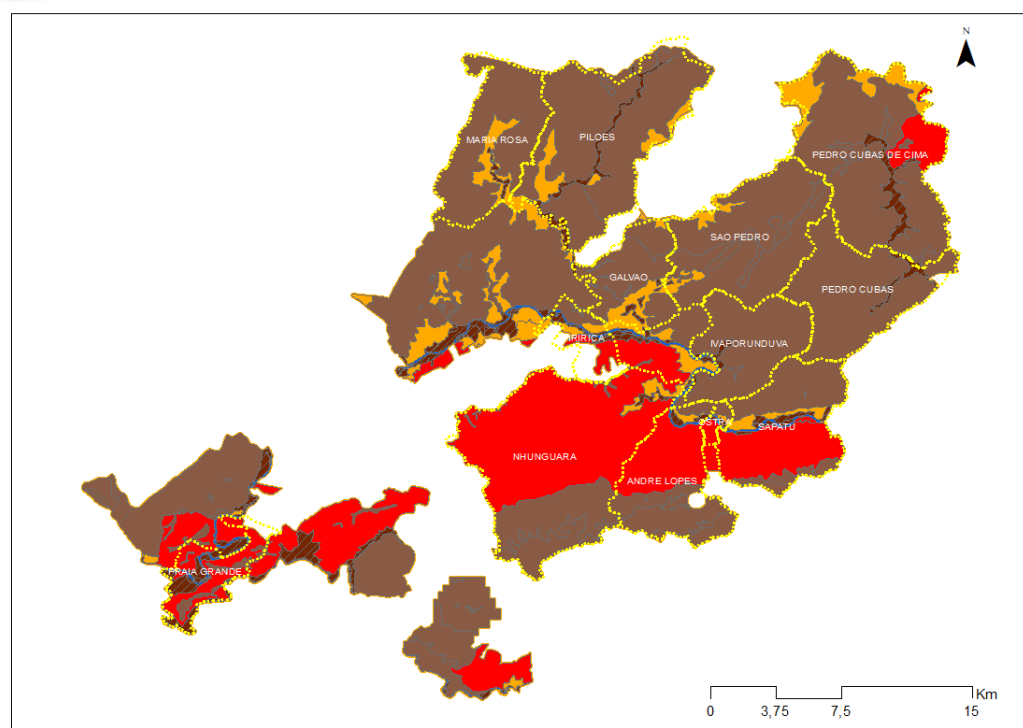 N
MARIA ROSA
PILOES
PEDRO CUBAS DE CIMA
SAO PEDRO
GALVAO
PEDRO CUBAS
IVAPORUNDUVA
SAPATU
NHUNGUARA
ANDRE LOPES
PRAIA GRANDE
Km
0 3,75 7,5 15